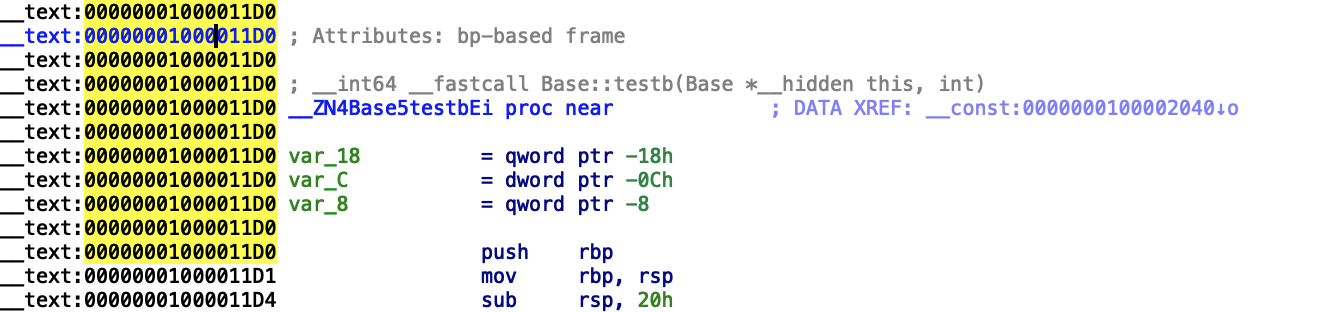 __text:00000001000011D0
__text:00000001000011D0 ; Attributes: bp-based frame
__text:00000001000011D0
__text:00000001000011D0 ; __int64 __fastcall Base::testb(Base *__hidden this, int)
__text:00000001000011D0 __ZN4Base5testbEi proc near ; DATA XREF: __const:0000000100002040↓o
__text:00000001000011D0
__text:00000001000011D0 var_18 = qword ptr -18h
__text:00000001000011D0 var_C = dword ptr -0Ch
__text:00000001000011D0 var_8 = qword ptr -8
__text:00000001000011D0
__text:00000001000011D0 push rbp
__text:00000001000011D1 mov rbp, rsp
__text:00000001000011D4 sub rsp, 20h